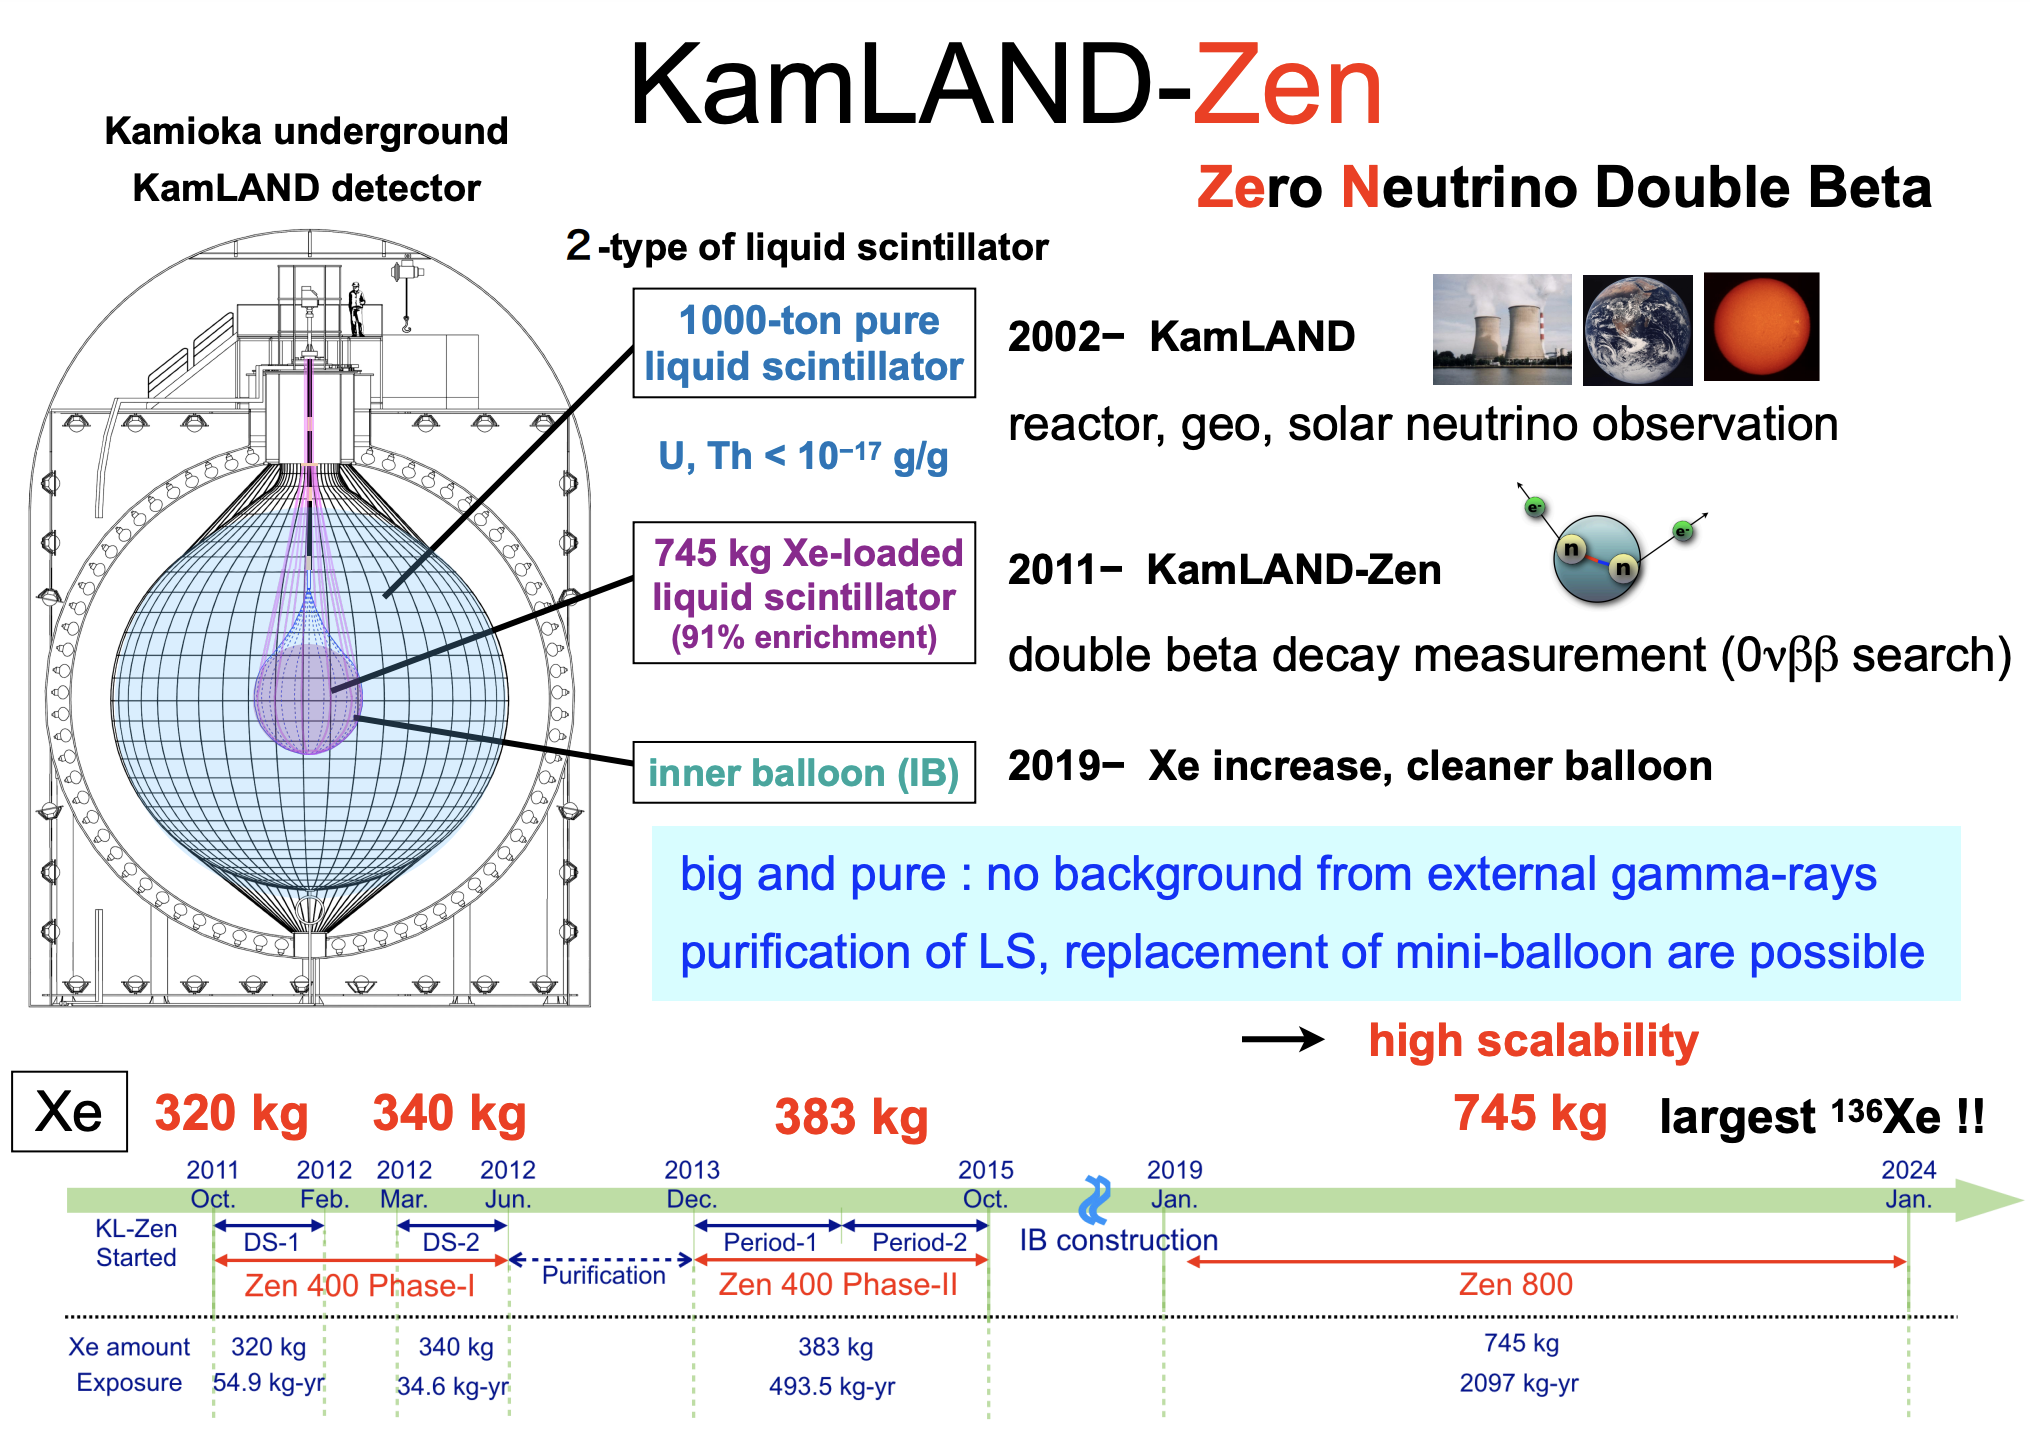 KamLAND-Zen
Zero Neutrino Double Beta
Kamioka underground
KamLAND detector
2-type of liquid scintillator
1000-ton pure
liquid scintillator
U, Th < 10⁻¹⁷ g/g
745 kg Xe-loaded
liquid scintillator
(91% enrichment)
inner balloon (IB)
2002− KamLAND
reactor, geo, solar neutrino observation
2011− KamLAND-Zen
e⁻
e⁻
n
n
double beta decay measurement (0νββ search)
2019− Xe increase, cleaner balloon
big and pure : no background from external gamma-rays
purification of LS, replacement of mini-balloon are possible
high scalability
Xe 320 kg 340 kg 383 kg 745 kg largest ¹³⁶Xe !!
2011 2012 2012 2012 2013 2015 2019 2024
Oct. Feb. Mar. Jun. Dec. Oct. Jan. Jan.
KL-Zen
Started
DS-1 DS-2 Period-1 Period-2 IB construction
Zen 400 Phase-I Purification Zen 400 Phase-II Zen 800
Xe amount 320 kg 340 kg 383 kg 745 kg
Exposure 54.9 kg-yr 34.6 kg-yr 493.5 kg-yr 2097 kg-yr